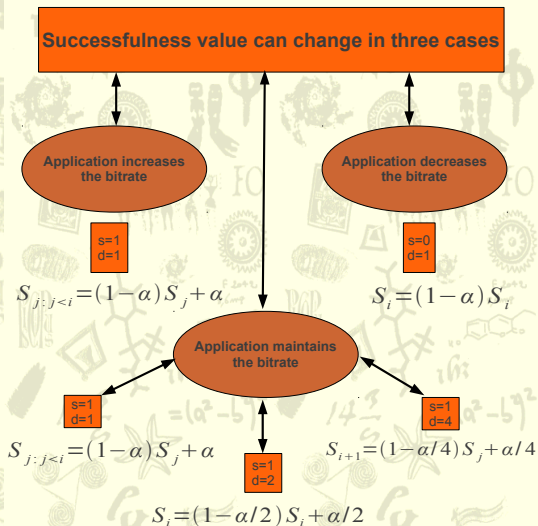 Successfulness value can change in three cases
Application increases
the bitrate
Application decreases
the bitrate
s=1
d=1
s=0
d=1
S_{j: j<i}=(1−α)S_j+α
S_i=(1−α)S_i
Application maintains
the bitrate
s=1
d=1
s=1
d=4
S_{j: j<i}=(1−α)S_j+α
S_{i+1}=(1−α/4)S_j+α/4
s=1
d=2
S_i=(1−α/2)S_i+α/2